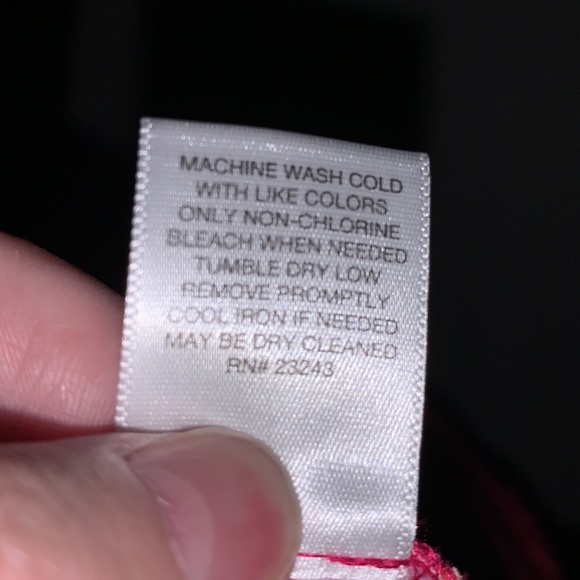 MACHINE WASH COLD
WITH LIKE COLORS
ONLY NON-CHLORINE
BLEACH WHEN NEEDED
TUMBLE DRY LOW
REMOVE PROMPTLY
COOL IRON IF NEEDED
MAY BE DRY CLEANED
RN# 23243